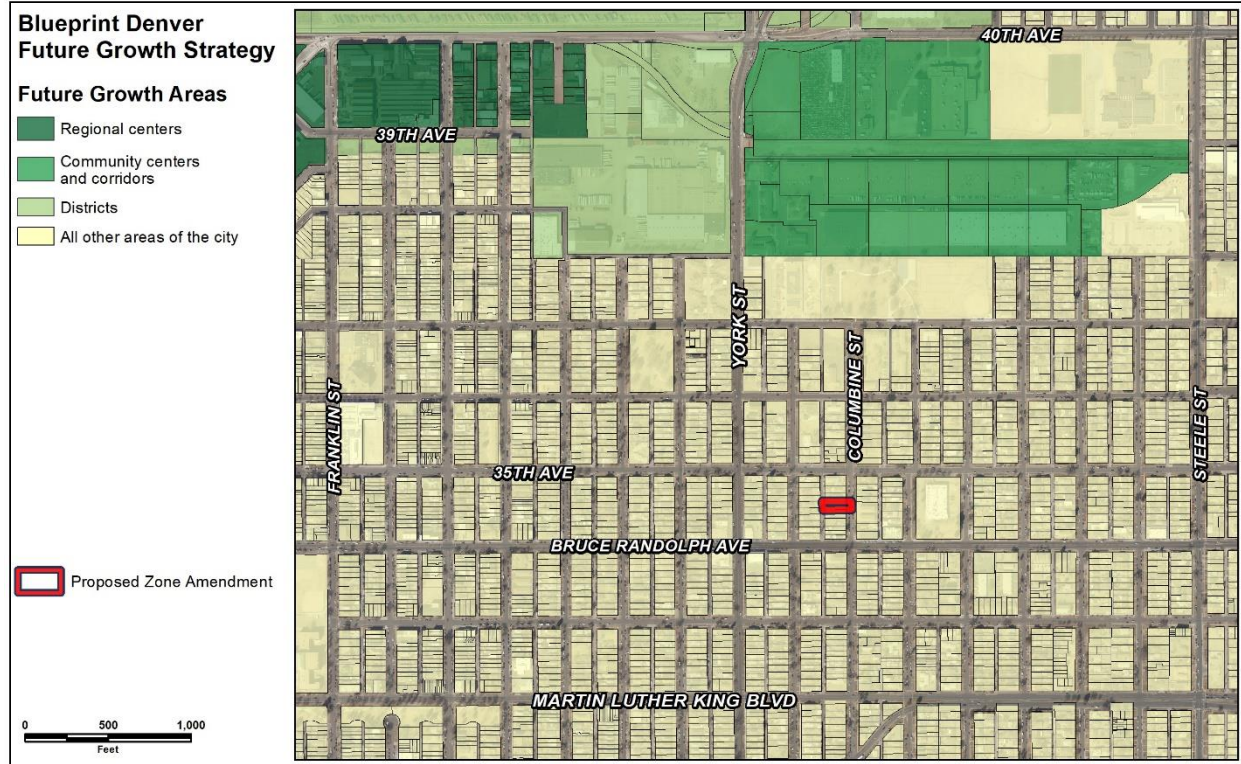 Blueprint Denver
Future Growth Strategy
Future Growth Areas
Regional centers
Community centers
and corridors
Districts
All other areas of the city
Proposed Zone Amendment
0 500 1,000
Feet
40TH AVE
39TH AVE
YORK ST
COLUMBINE ST
FRANKLIN ST
STEELE ST
35TH AVE
BRUCE RANDOLPH AVE
MARTIN LUTHER KING BLVD